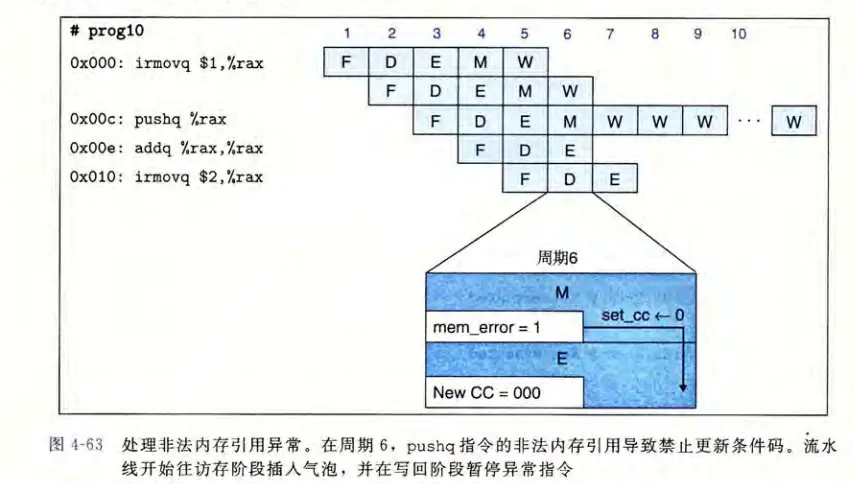 # prog10
1 2 3 4 5 6 7 8 9 10
0x000: irmovq $1,%rax F D E M W
F D E M W
0x00c: pushq %rax F D E M W W W ··· W
0x00e: addq %rax,%rax F D E
0x010: irmovq $2,%rax F D E
周期6
M
mem_error = 1
set_cc ← 0
E
New CC = 000
图 4-63 处理非法内存引用异常。在周期 6，pushq 指令的非法内存引用导致禁止更新条件码。流水
线开始往访存阶段插入气泡，并在写回阶段暂停异常指令